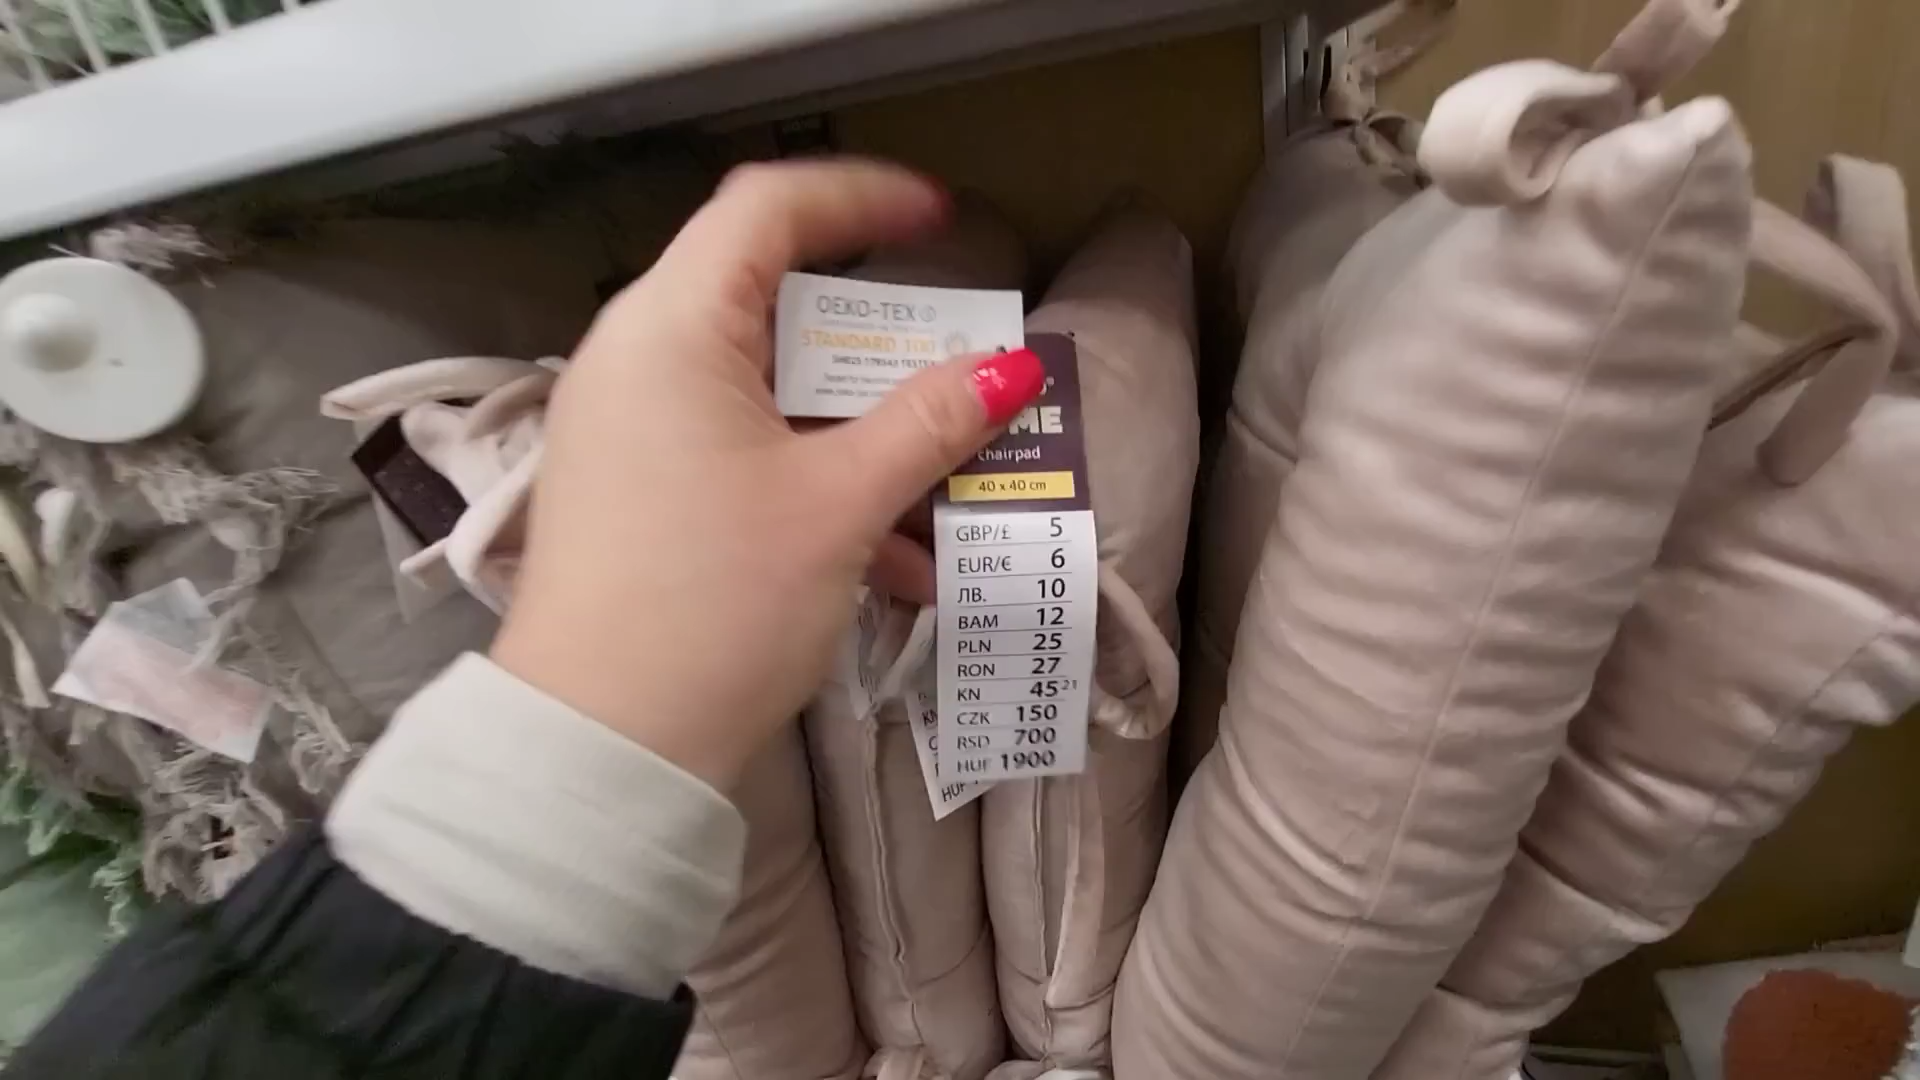 OEKO-TEX®
STANDARD 100
ME
chairpad
40 x 40 cm
GBP/£ 5
EUR/€ 6
ЛВ. 10
BAM 12
PLN 25
RON 27
KN 45 21
CZK 150
RSD 700
HUF 1900
HUF